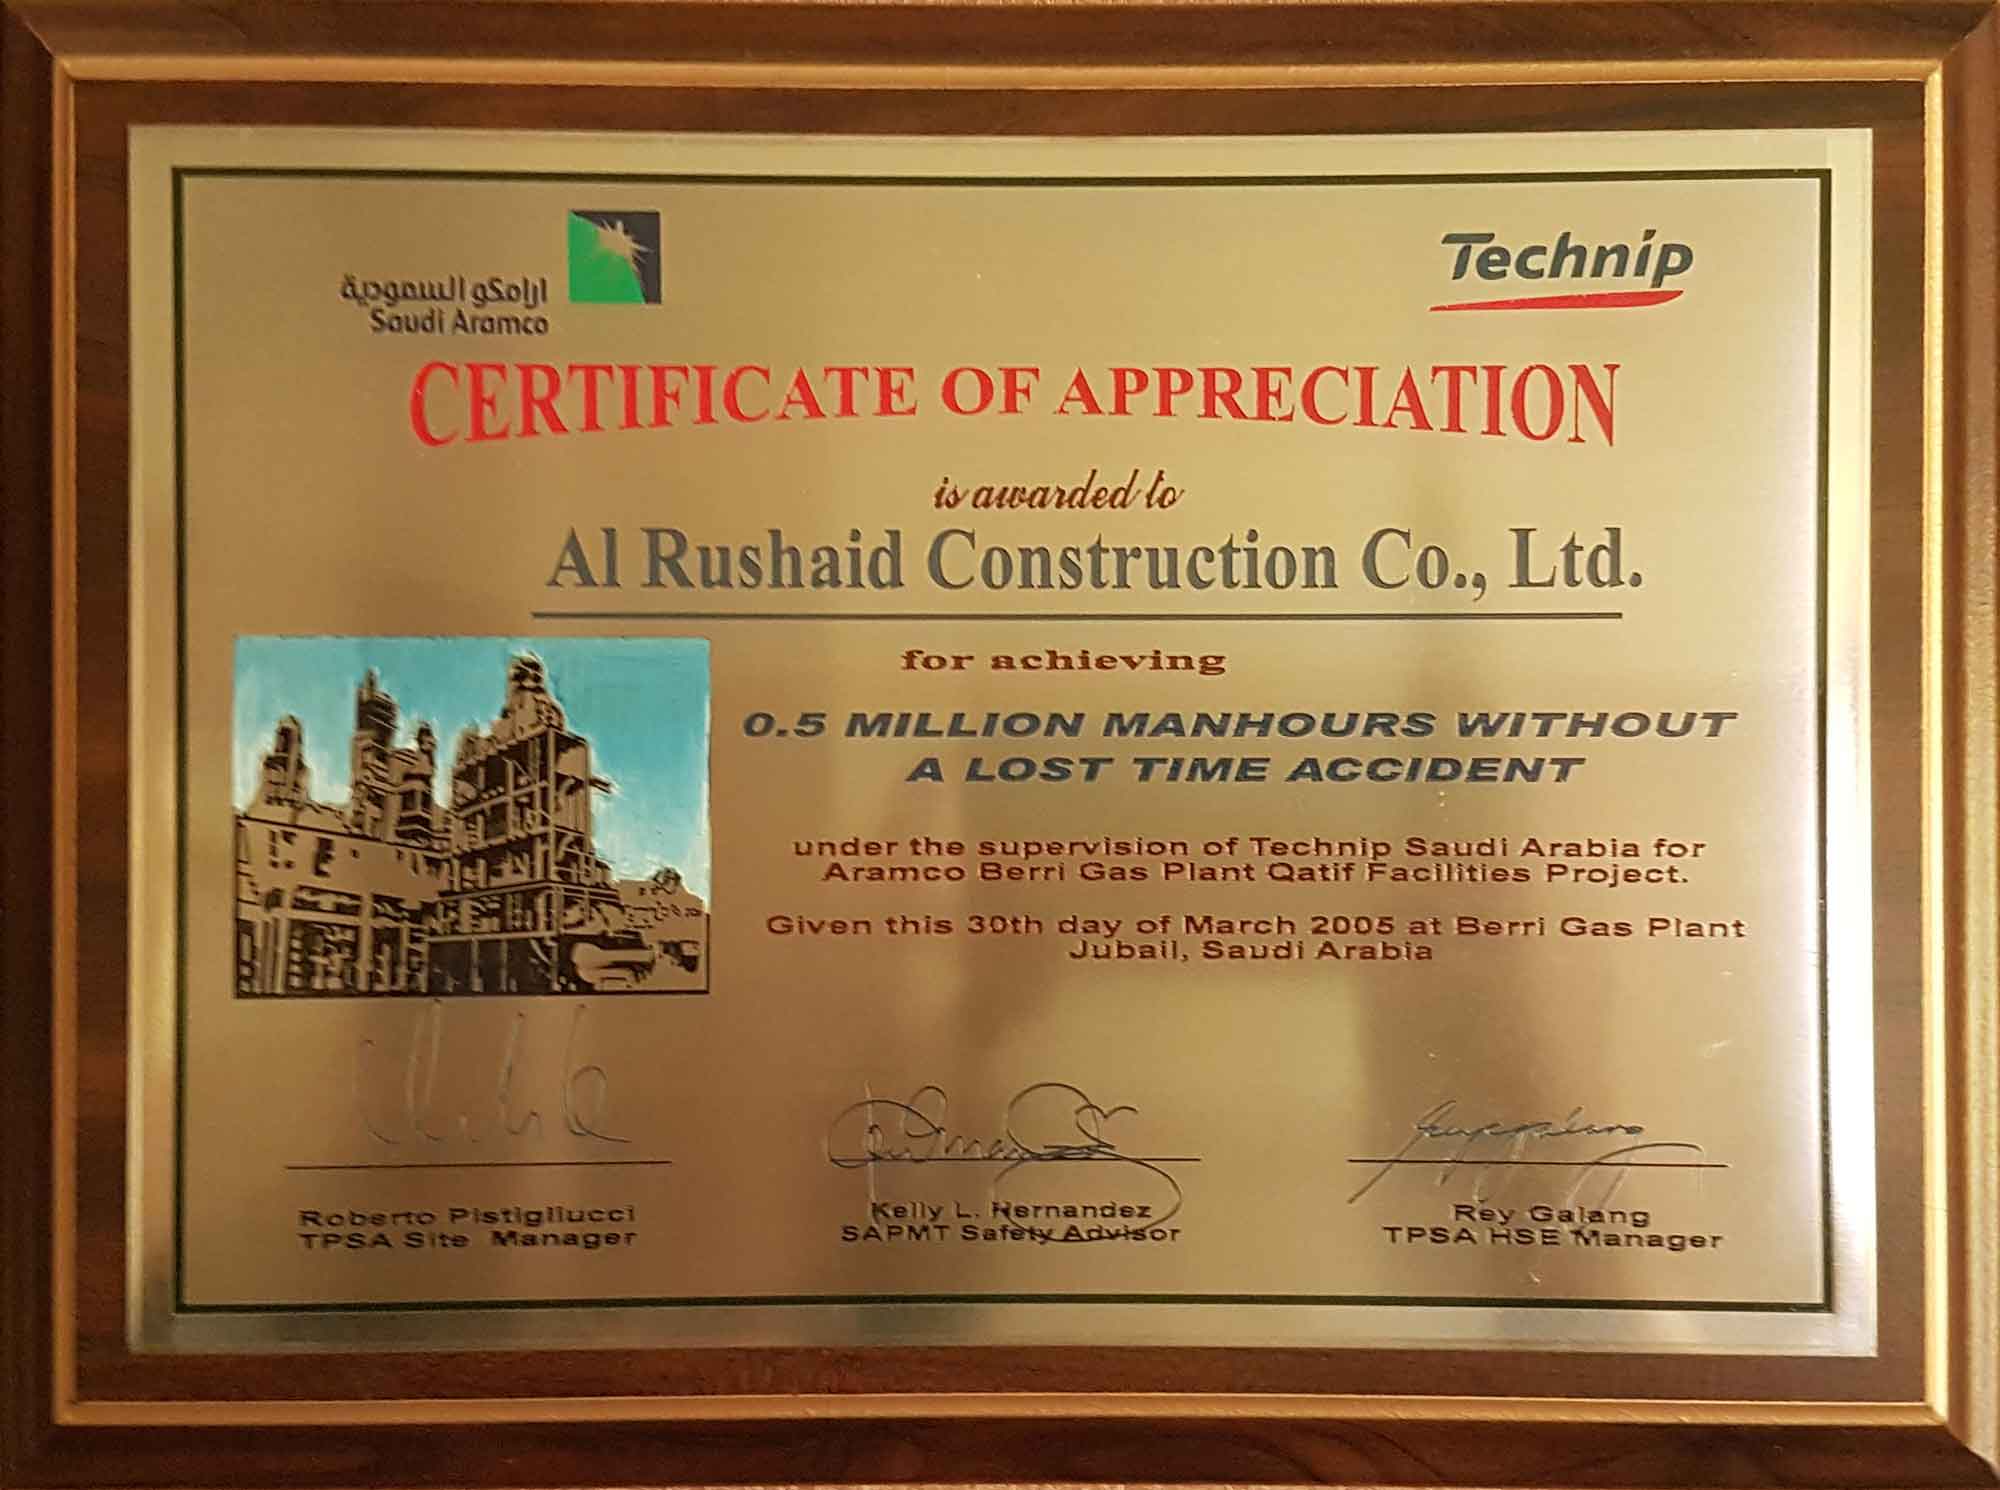 ارامكو السعودية
Saudi Aramco
Technip
CERTIFICATE OF APPRECIATION
is awarded to
Al Rushaid Construction Co., Ltd.
for achieving
0.5 MILLION MANHOURS WITHOUT
A LOST TIME ACCIDENT
under the supervision of Technip Saudi Arabia for
Aramco Berri Gas Plant Qatif Facilities Project.
Given this 30th day of March 2005 at Berri Gas Plant
Jubail, Saudi Arabia
Roberto Pistigliucci
TPSA Site Manager
Kelly L. Hernandez
SAPMT Safety Advisor
Rey Galang
TPSA HSE Manager